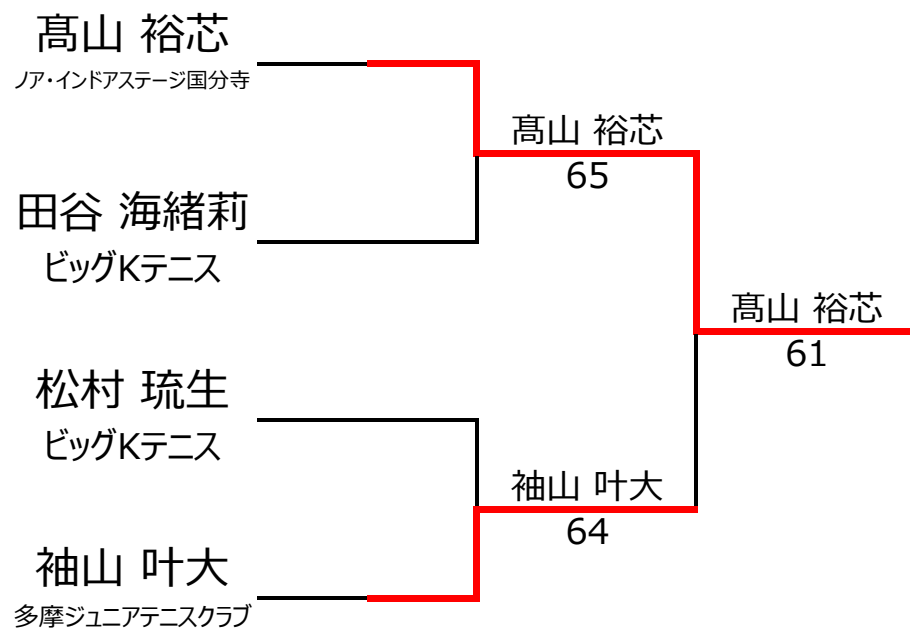 髙山 裕芯
ノア・インドアステージ国分寺
髙山 裕芯
65
田谷 海緒莉
ビッグKテニス
髙山 裕芯
61
松村 琉生
ビッグKテニス
袖山 叶大
64
袖山 叶大
多摩ジュニアテニスクラブ